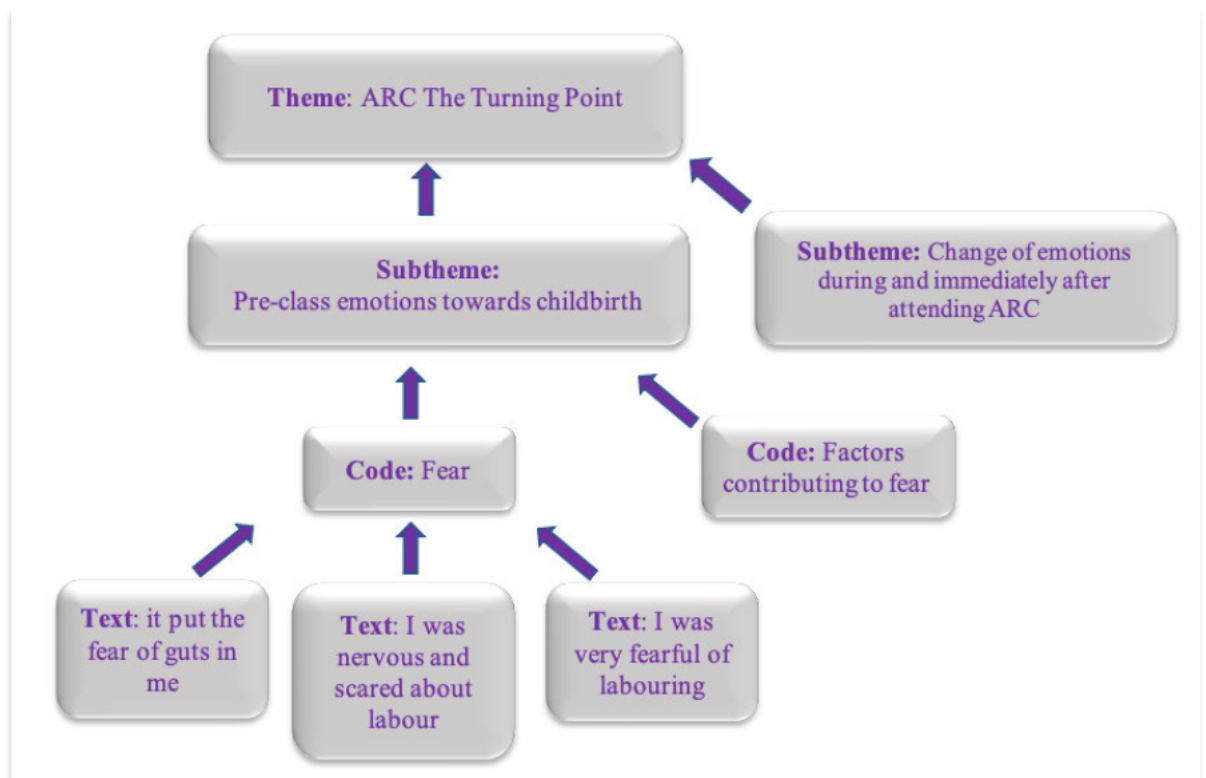 Theme: ARC The Turning Point
Subtheme:
Pre-class emotions towards childbirth
Subtheme: Change of emotions
during and immediately after
attending ARC
Code: Fear
Code: Factors
contributing to fear
Text: it put the
fear of guts in
me
Text: I was
nervous and
scared about
labour
Text: I was
very fearful of
labouring